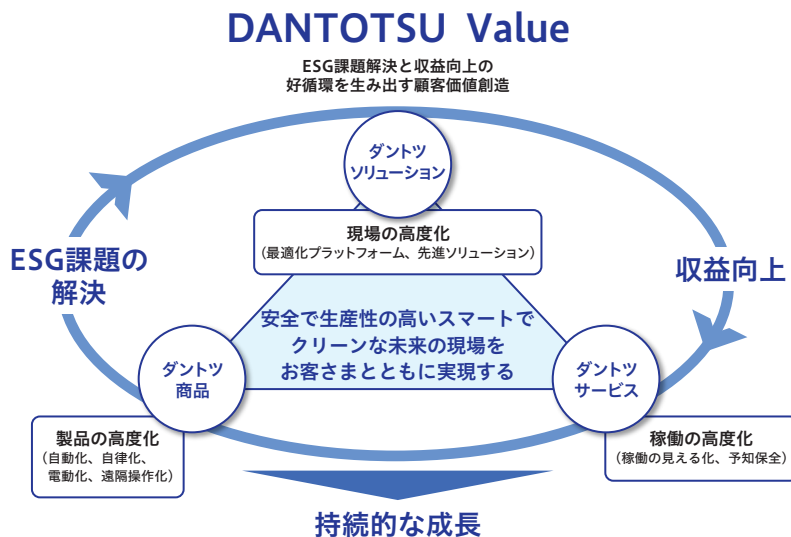 DANTOTSU Value
ESG課題解決と収益向上の
好循環を生み出す顧客価値創造
ダントツ
ソリューション
現場の高度化
（最適化プラットフォーム、先進ソリューション）
ESG課題の
解決
収益向上
安全で生産性の高いスマートで
クリーンな未来の現場を
お客さまとともに実現する
ダントツ
商品
ダントツ
サービス
製品の高度化
（自動化、自律化、
電動化、遠隔操作化）
稼働の高度化
（稼働の見える化、予知保全）
持続的な成長